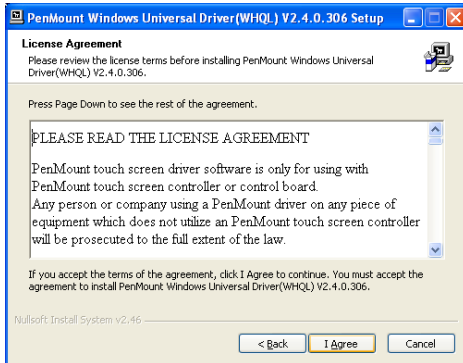 PenMount Windows Universal Driver(WHQL) V2.4.0.306 Setup
License Agreement
Please review the license terms before installing PenMount Windows Universal
Driver(WHQL) V2.4.0.306.
Press Page Down to see the rest of the agreement.
PLEASE READ THE LICENSE AGREEMENT
PenMount touch screen driver software is only for using with
PenMount touch screen controller or control board.
Any person or company using a PenMount driver on any piece of
equipment which does not utilize an PenMount touch screen controller
will be prosecuted to the full extent of the law.
If you accept the terms of the agreement, click I Agree to continue. You must accept the
agreement to install PenMount Windows Universal Driver(WHQL) V2.4.0.306.
Nullsoft Install System v2.46
< Back I Agree Cancel